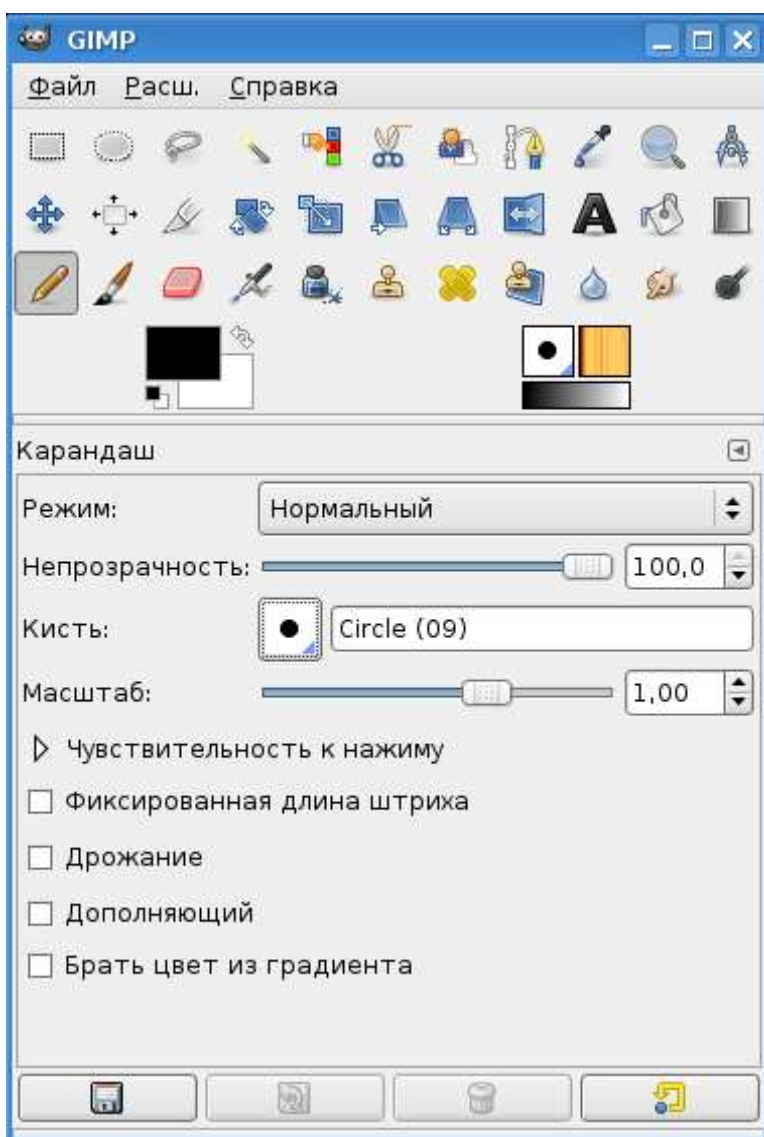 GIMP
Файл Расш. Справка
Карандаш
Режим: Нормальный
Непрозрачность: 100,0
Кисть: Circle (09)
Масштаб: 1,00
Чувствительность к нажиму
Фиксированная длина штриха
Дрожание
Дополняющий
Брать цвет из градиента